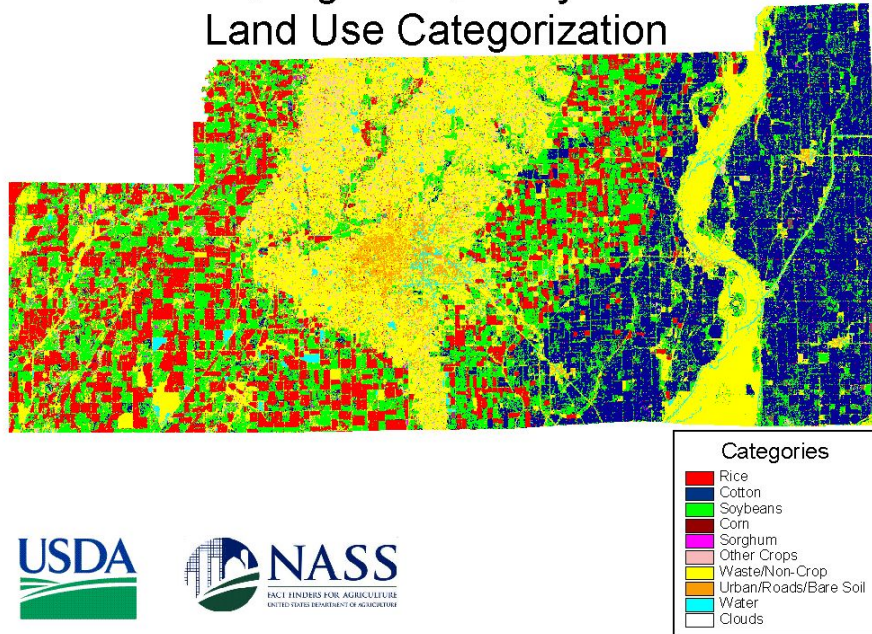 Land Use Categorization
Categories
Rice
Cotton
Soybeans
Corn
Sorghum
Other Crops
Waste/Non-Crop
Urban/Roads/Bare Soil
Water
Clouds
USDA
NASS
FACT FINDERS FOR AGRICULTURE
UNITED STATES DEPARTMENT OF AGRICULTURE